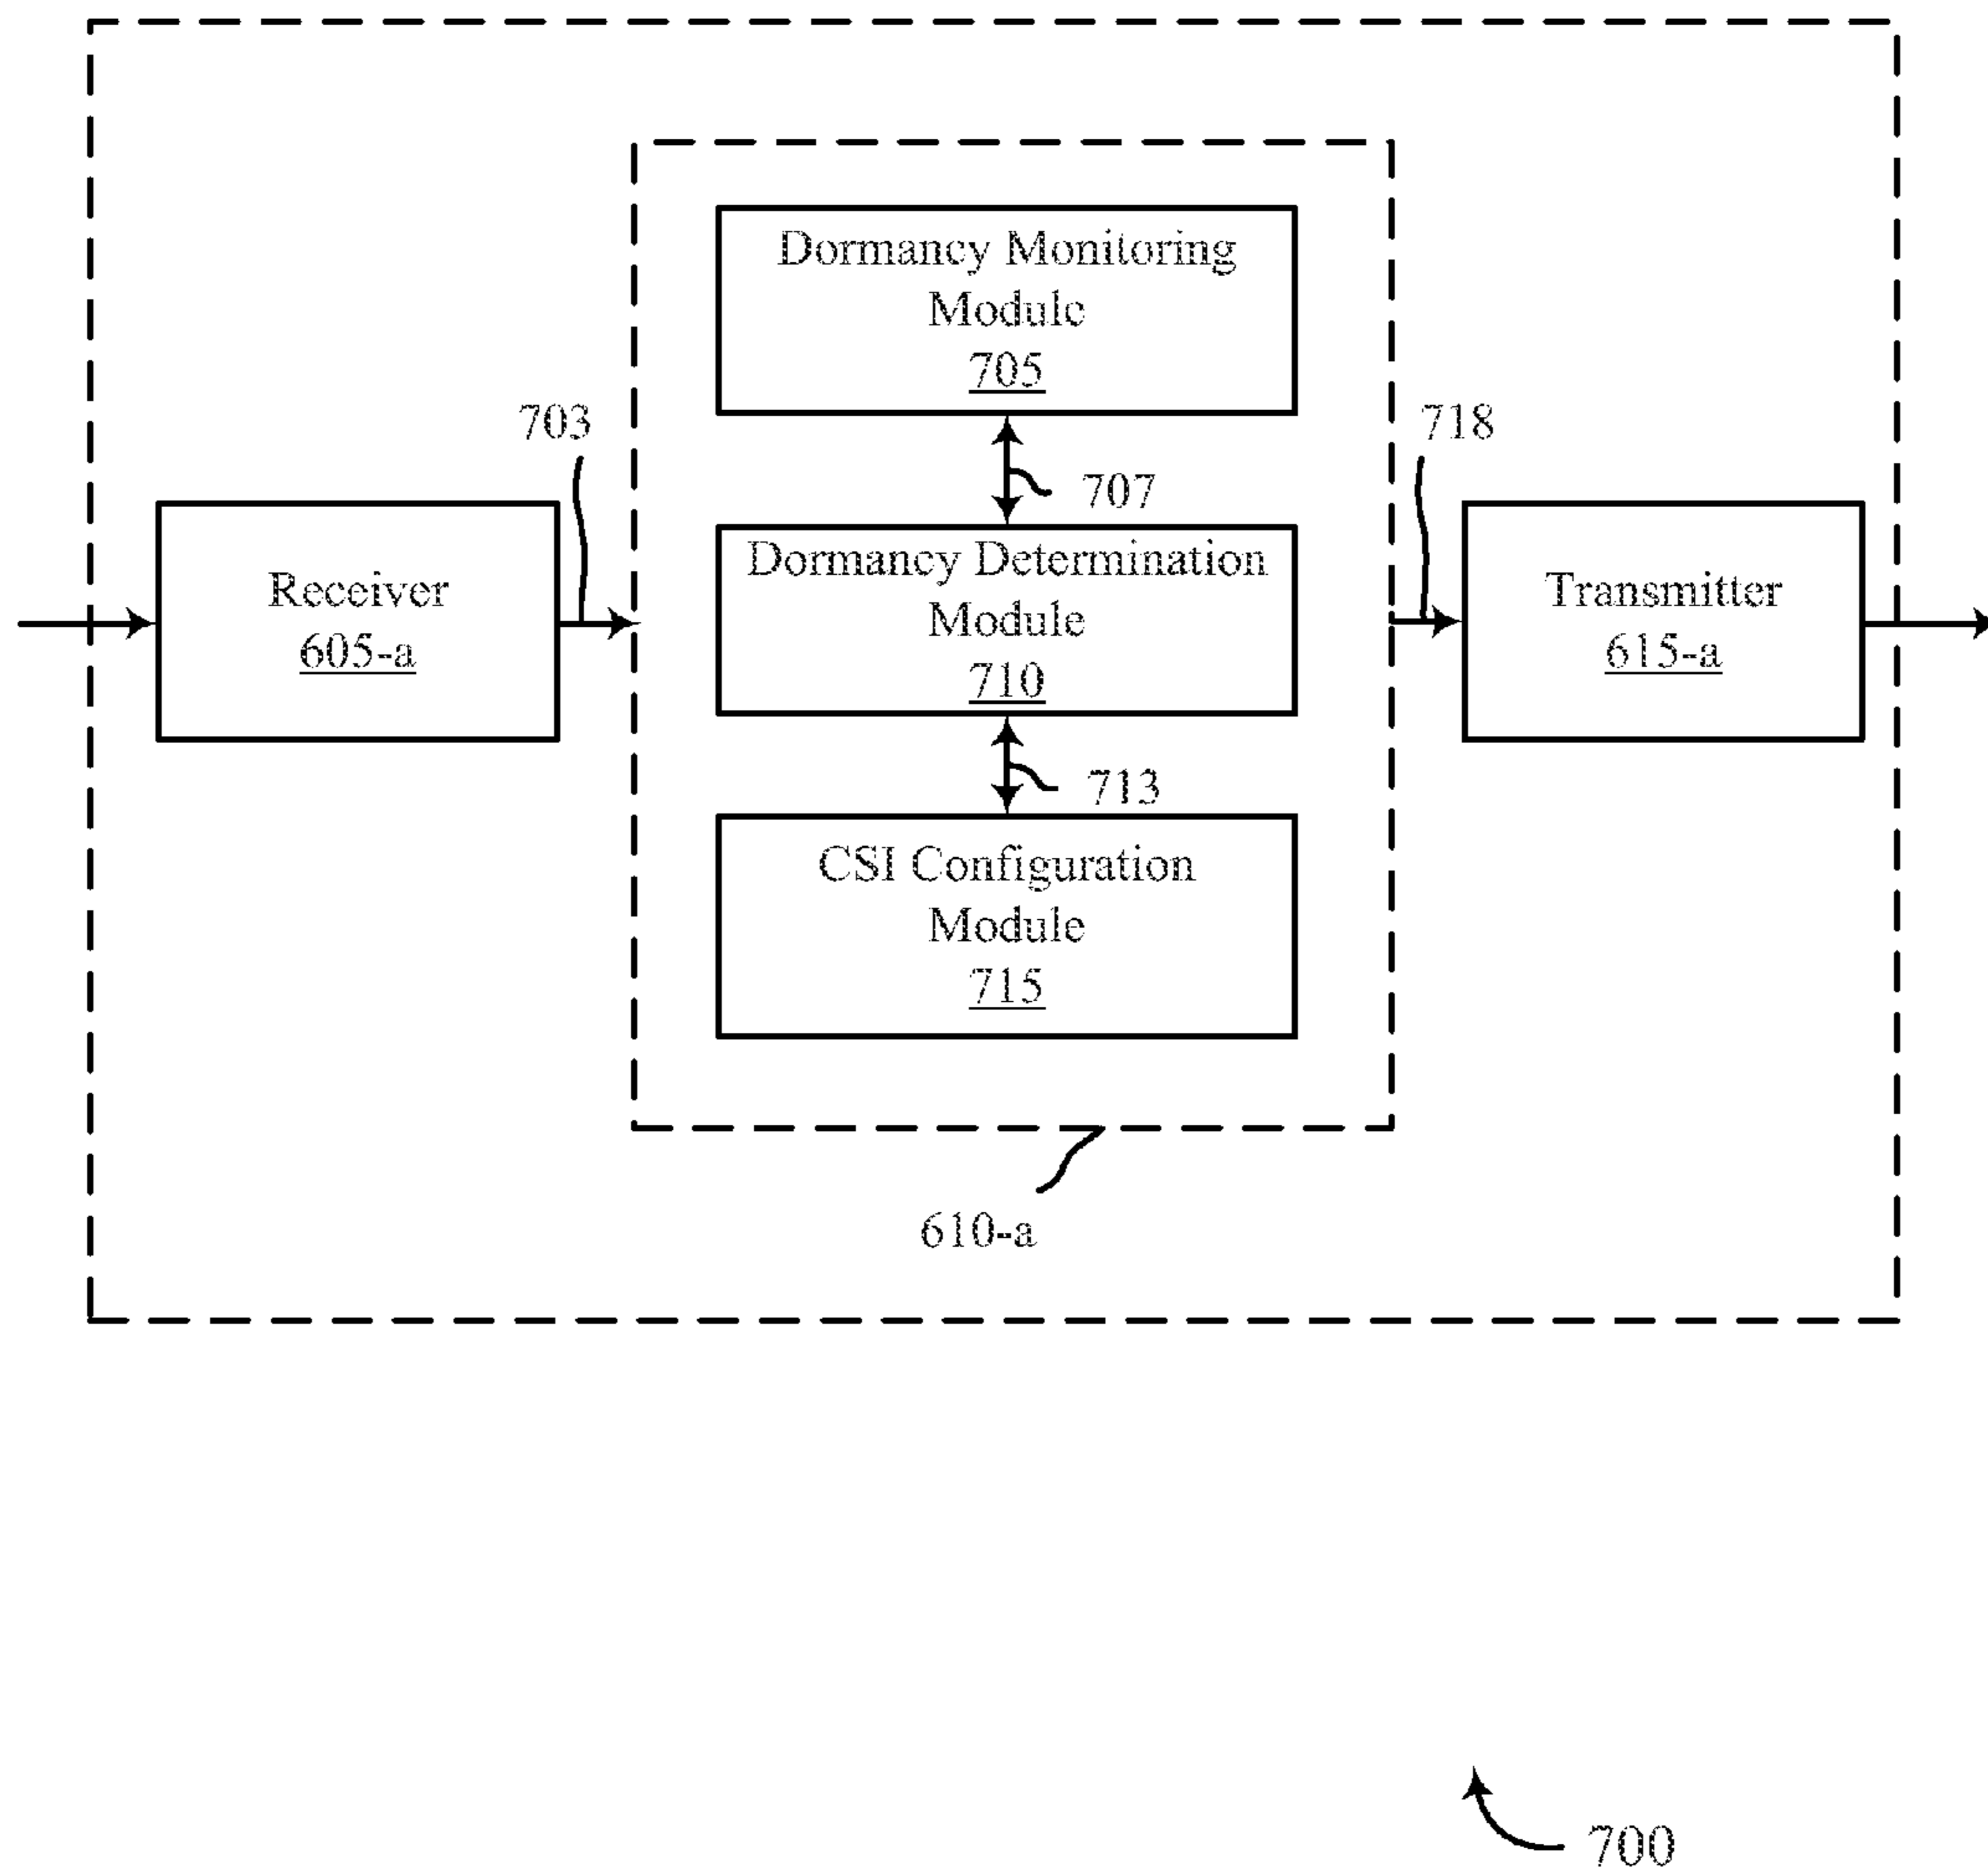 Dormancy Monitoring
Module
705
703
718
707
Receiver
605-a
Dormancy Determination
Module
710
Transmitter
615-a
713
CSI Configuration
Module
715
610-a
700